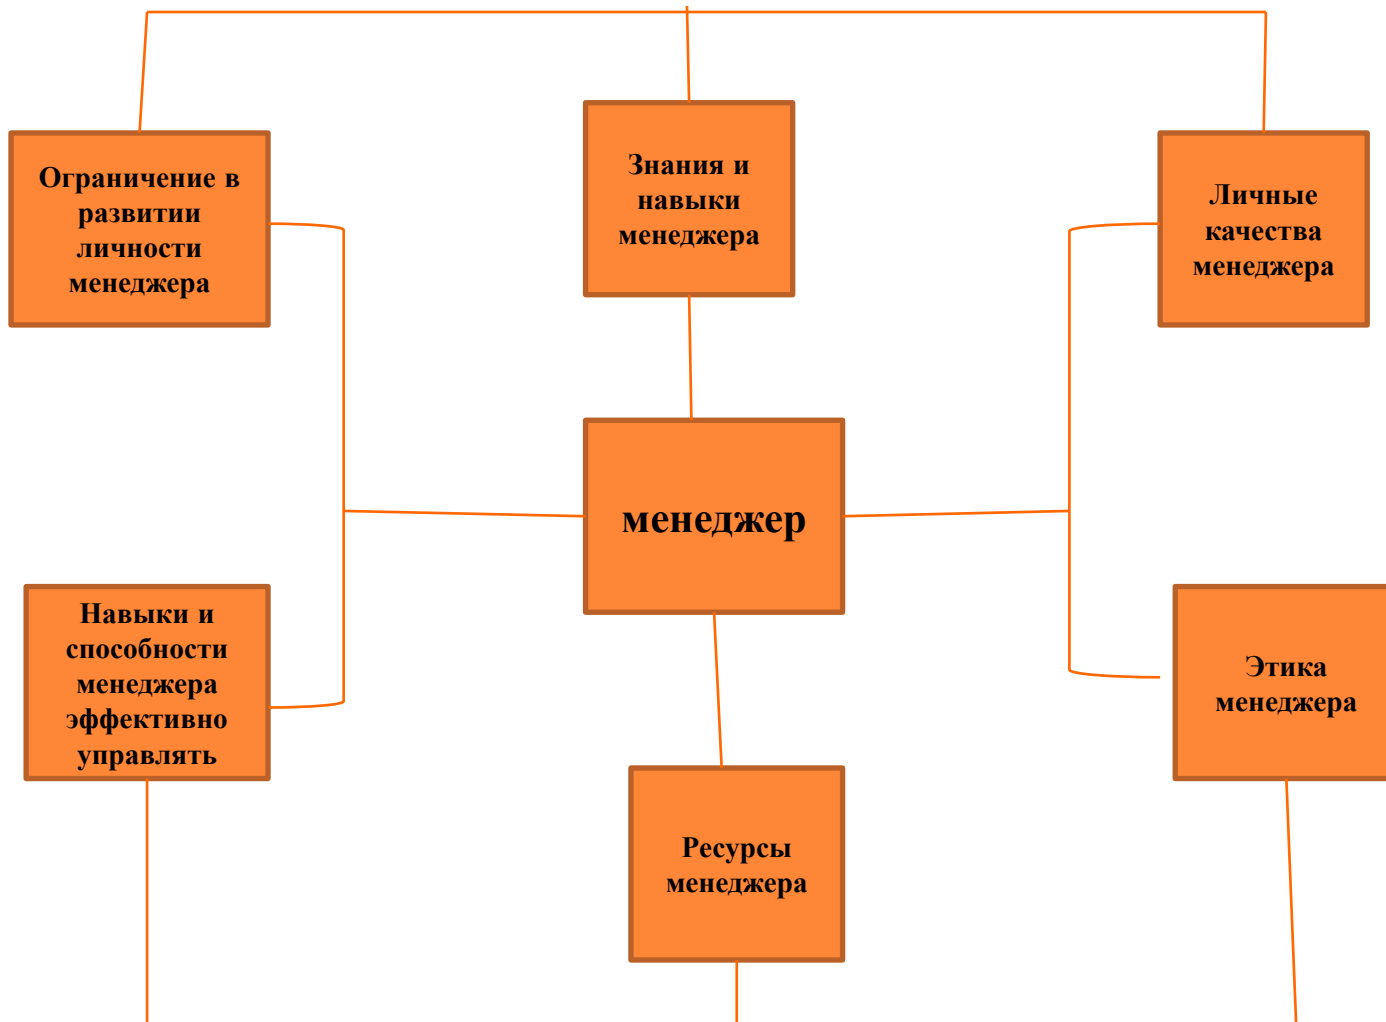 Ограничение в
развитии
личности
менеджера
Знания и
навыки
менеджера
Личные
качества
менеджера
менеджер
Навыки и
способности
менеджера
эффективно
управлять
Этика
менеджера
Ресурсы
менеджера